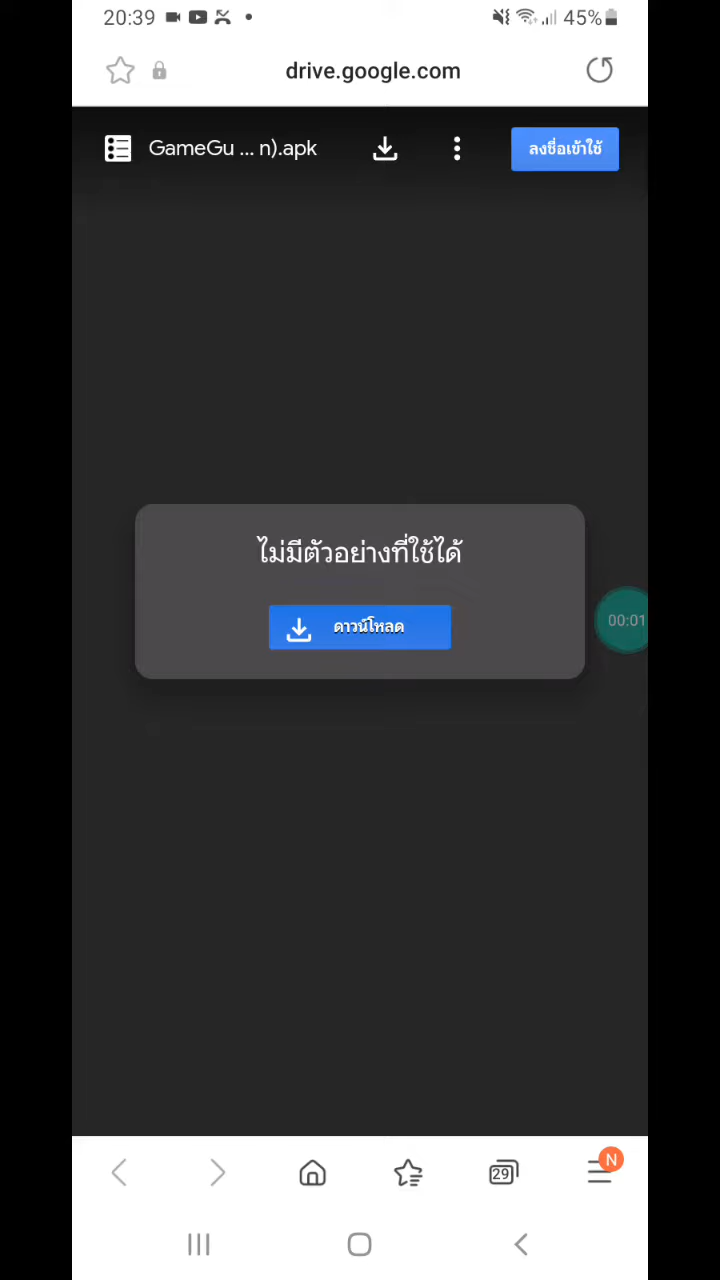 20:39
45%
drive.google.com
GameGu ... n).apk
ลงชื่อเข้าใช้
ไม่มีตัวอย่างที่ใช้ได้
ดาวน์โหลด
00:01
N
29